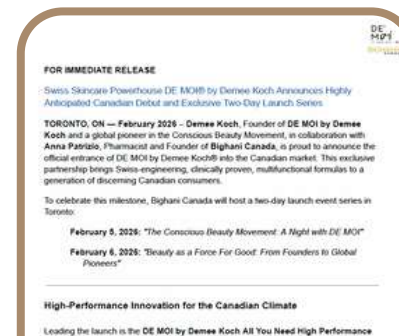 DE'
MOI
FOR IMMEDIATE RELEASE
Swiss Skincare Powerhouse DE MOI® by Demee Koch Announces Highly
Anticipated Canadian Debut and Exclusive Two-Day Launch Series
TORONTO, ON — February 2026 – Demee Koch, Founder of DE MOI by Demee
Koch and a global pioneer in the Conscious Beauty Movement, in collaboration with
Anna Patrizio, Pharmacist and Founder of Bighani Canada, is proud to announce the
official entrance of DE MOI by Demee Koch® into the Canadian market. This exclusive
partnership brings Swiss-engineering, clinically proven, multifunctional formulas to a
generation of discerning Canadian consumers.
To celebrate this milestone, Bighani Canada will host a two-day launch event series in
Toronto:
February 5, 2026: "The Conscious Beauty Movement: A Night with DE MOI"
February 6, 2026: "Beauty as a Force For Good: From Founders to Global
Pioneers"
High-Performance Innovation for the Canadian Climate
Leading the launch is the DE MOI by Demee Koch All You Need High Performance